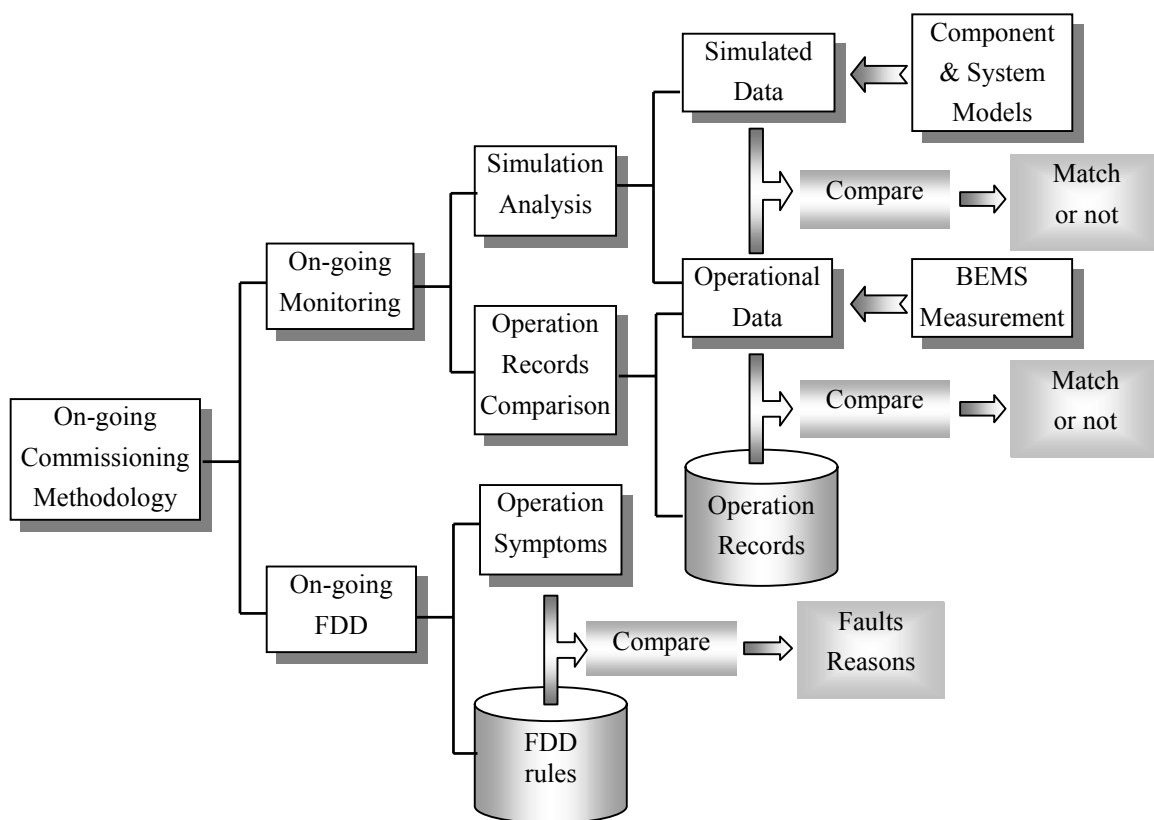 On-going
Commissioning
Methodology
On-going
Monitoring
On-going
FDD
Simulation
Analysis
Operation
Records
Comparison
Operation
Symptoms
FDD
rules
Simulated
Data
Operational
Data
Operation
Records
Component
& System
Models
BEMS
Measurement
Compare
Match
or not
Compare
Match
or not
Compare
Faults
Reasons